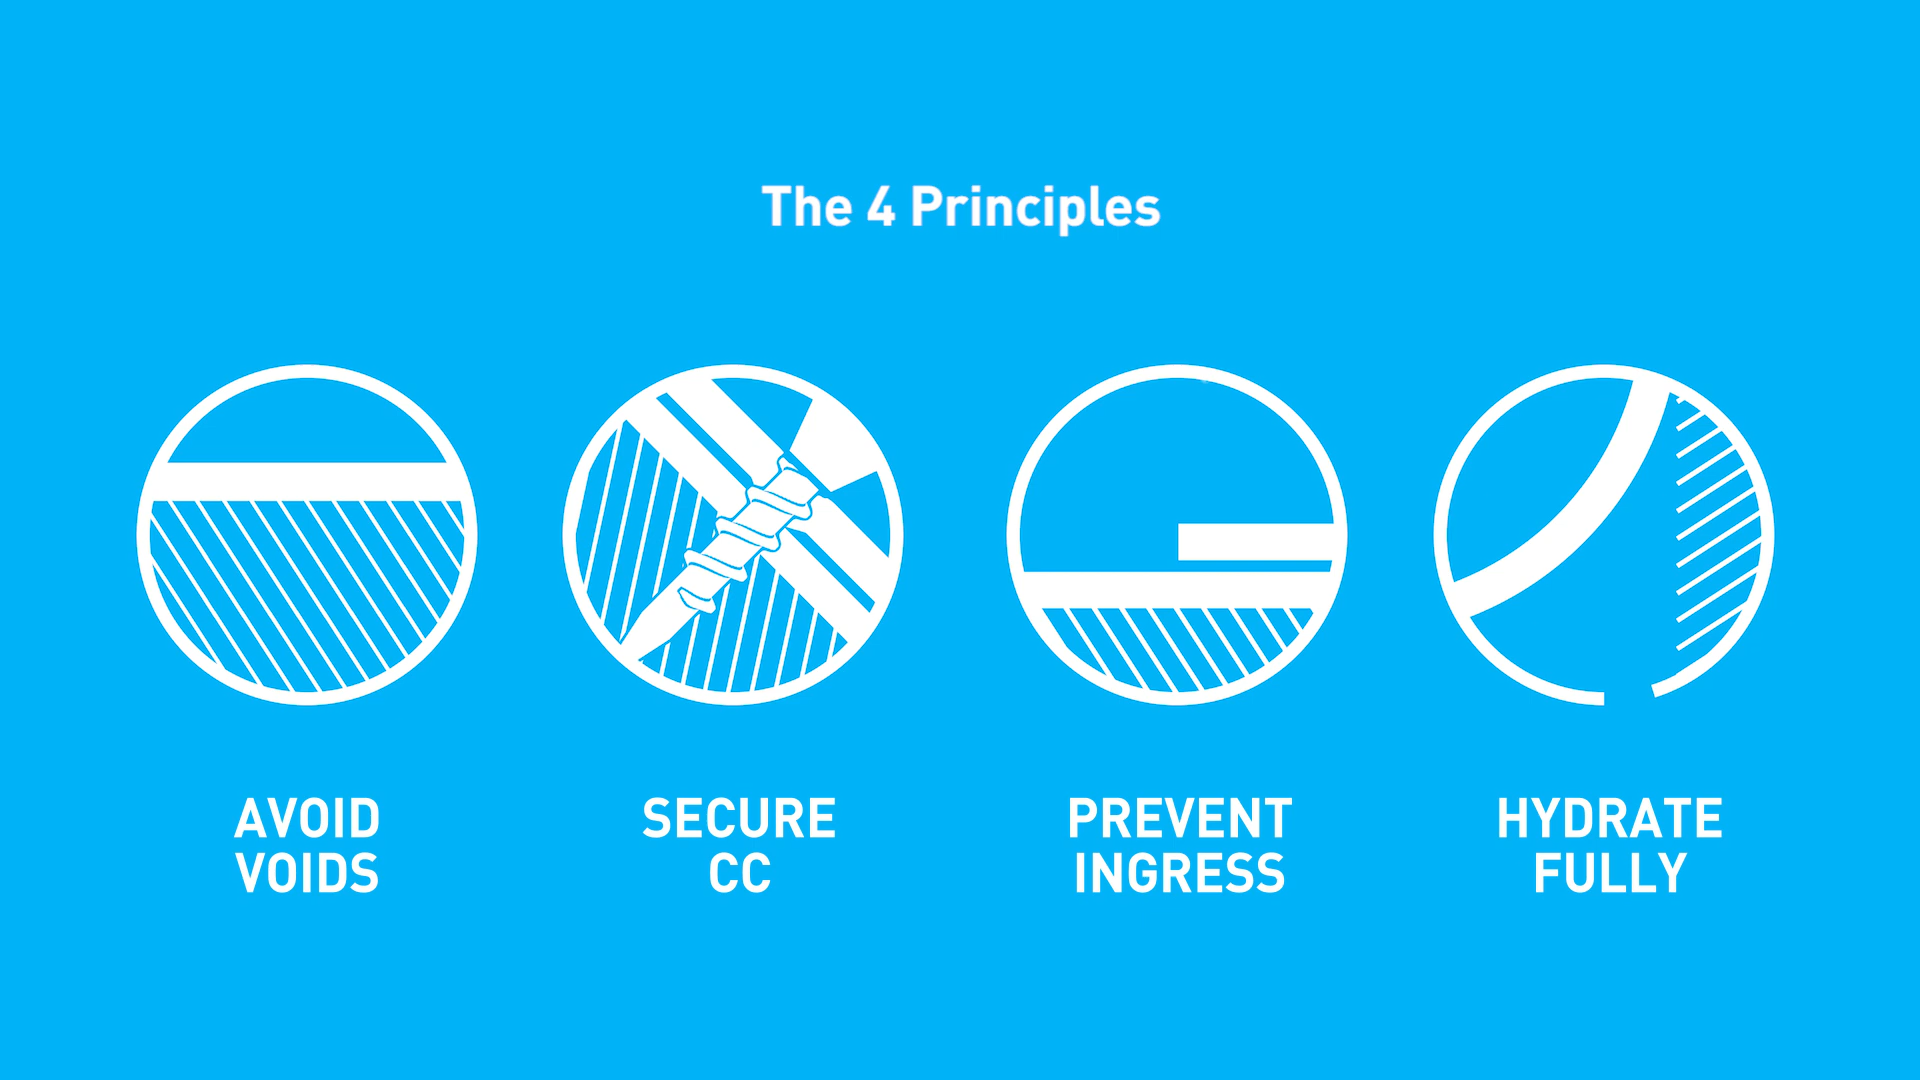 The 4 Principles
AVOID
VOIDS
SECURE
CC
PREVENT
INGRESS
HYDRATE
FULLY